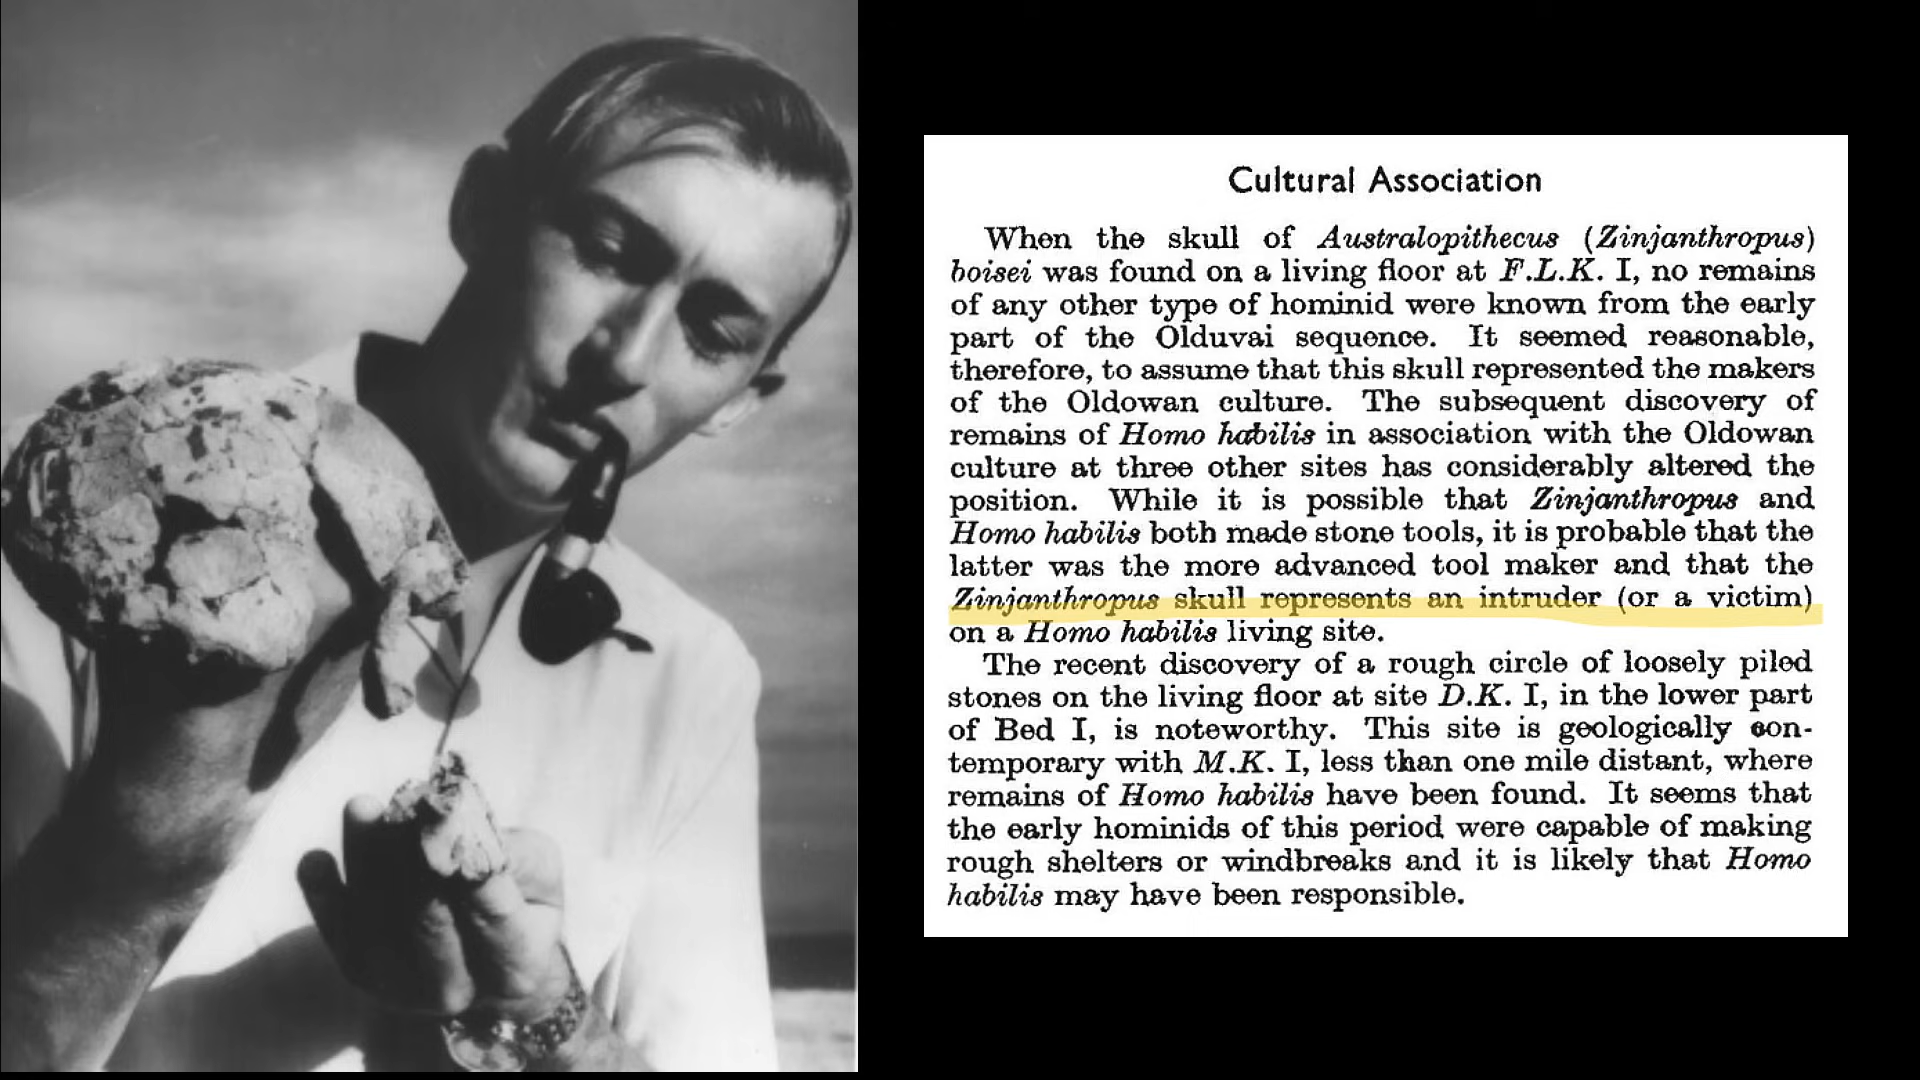 Cultural Association
When the skull of Australopithecus (Zinjanthropus)
boisei was found on a living floor at F.L.K. I, no remains
of any other type of hominid were known from the early
part of the Olduvai sequence. It seemed reasonable,
therefore, to assume that this skull represented the makers
of the Oldowan culture. The subsequent discovery of
remains of Homo habilis in association with the Oldowan
culture at three other sites has considerably altered the
position. While it is possible that Zinjanthropus and
Homo habilis both made stone tools, it is probable that the
latter was the more advanced tool maker and that the
Zinjanthropus skull represents an intruder (or a victim)
on a Homo habilis living site.
The recent discovery of a rough circle of loosely piled
stones on the living floor at site D.K. I, in the lower part
of Bed I, is noteworthy. This site is geologically con-
temporary with M.K. I, less than one mile distant, where
remains of Homo habilis have been found. It seems that
the early hominids of this period were capable of making
rough shelters or windbreaks and it is likely that Homo
habilis may have been responsible.